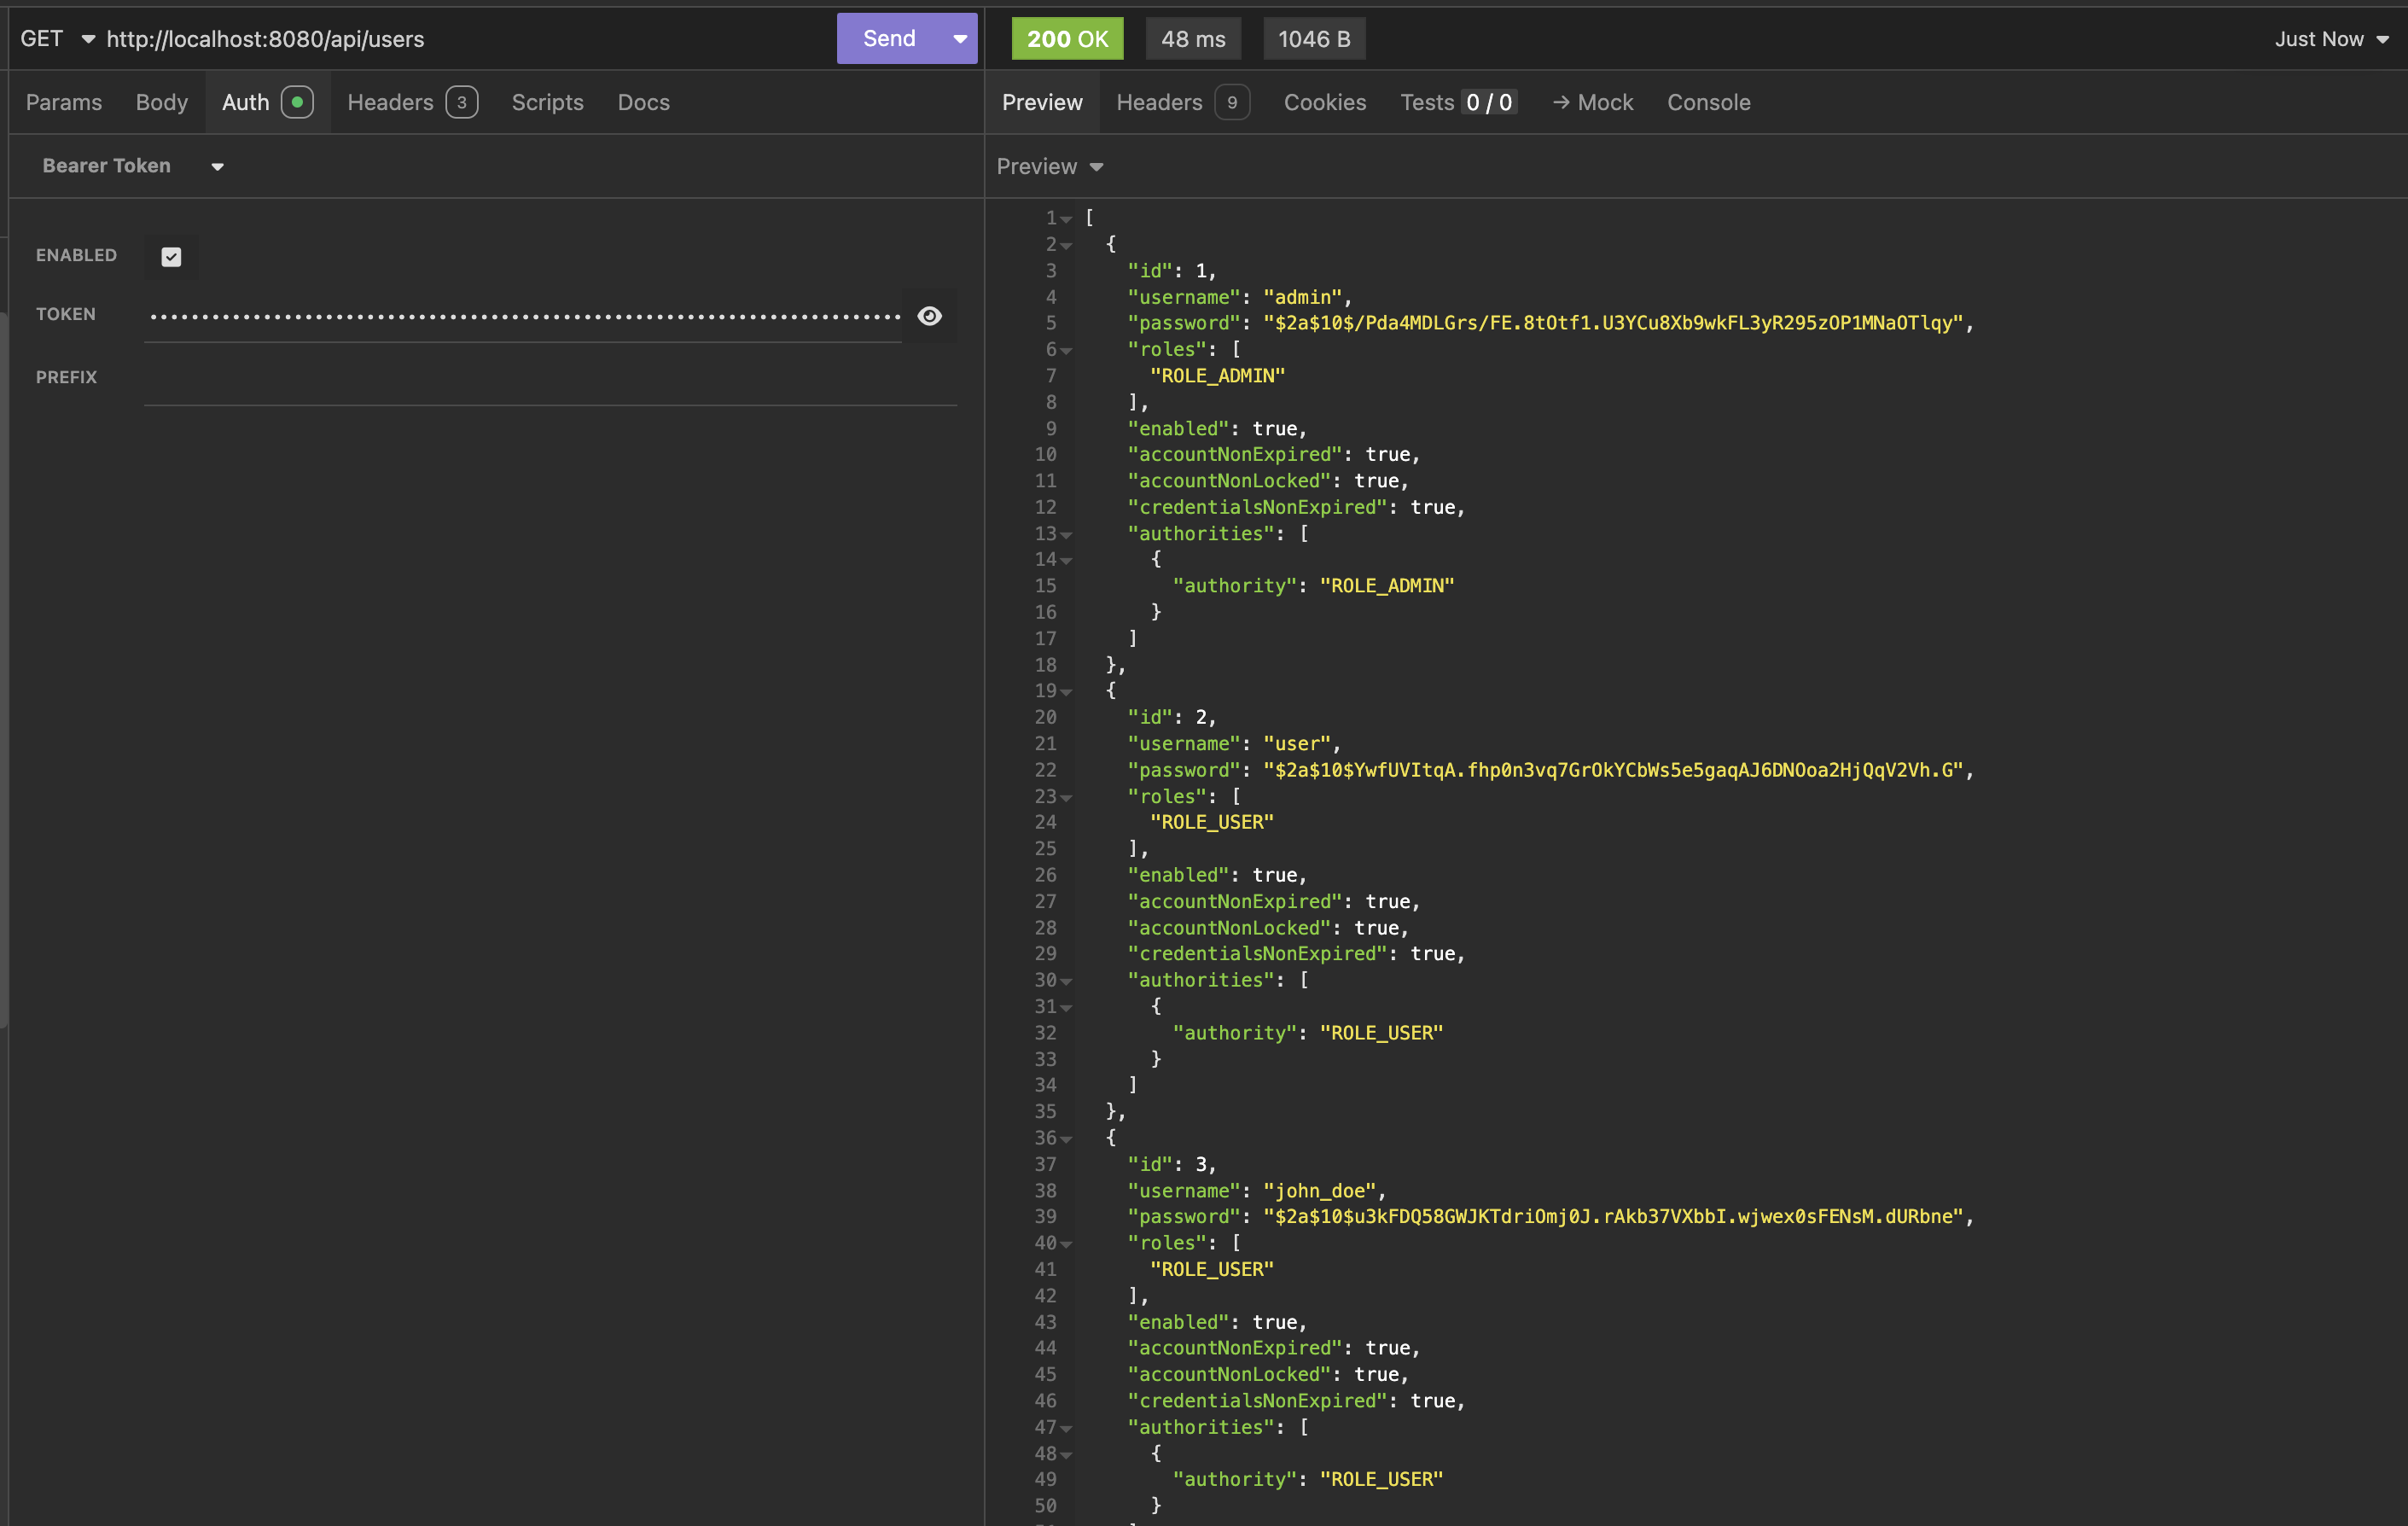 GET http://localhost:8080/api/users Send
200 OK 48 ms 1046 B Just Now
Params Body Auth Headers 3 Scripts Docs
Preview Headers 9 Cookies Tests 0 / 0 → Mock Console
Bearer Token
Preview
ENABLED
TOKEN ••••••••••••••••••••••••••••••••••••••••••••••••••••••••••••••••••••••••
PREFIX
1 [
2 {
3 "id": 1,
4 "username": "admin",
5 "password": "$2a$10$/Pda4MDLGrs/FE.8tOtf1.U3YCu8Xb9wkFL3yR295zOP1MNaOTlqy",
6 "roles": [
7 "ROLE_ADMIN"
8 ],
9 "enabled": true,
10 "accountNonExpired": true,
11 "accountNonLocked": true,
12 "credentialsNonExpired": true,
13 "authorities": [
14 {
15 "authority": "ROLE_ADMIN"
16 }
17 ]
18 },
19 {
20 "id": 2,
21 "username": "user",
22 "password": "$2a$10$YwfUVItqA.fhp0n3vq7GrOkYCbWs5e5gaqAJ6DNOoa2HjQqV2Vh.G",
23 "roles": [
24 "ROLE_USER"
25 ],
26 "enabled": true,
27 "accountNonExpired": true,
28 "accountNonLocked": true,
29 "credentialsNonExpired": true,
30 "authorities": [
31 {
32 "authority": "ROLE_USER"
33 }
34 ]
35 },
36 {
37 "id": 3,
38 "username": "john_doe",
39 "password": "$2a$10$u3kFDQ58GWJKTdriOmj0J.rAkb37VXbbI.wjwex0sFENsM.dURbne",
40 "roles": [
41 "ROLE_USER"
42 ],
43 "enabled": true,
44 "accountNonExpired": true,
45 "accountNonLocked": true,
46 "credentialsNonExpired": true,
47 "authorities": [
48 {
49 "authority": "ROLE_USER"
50 }